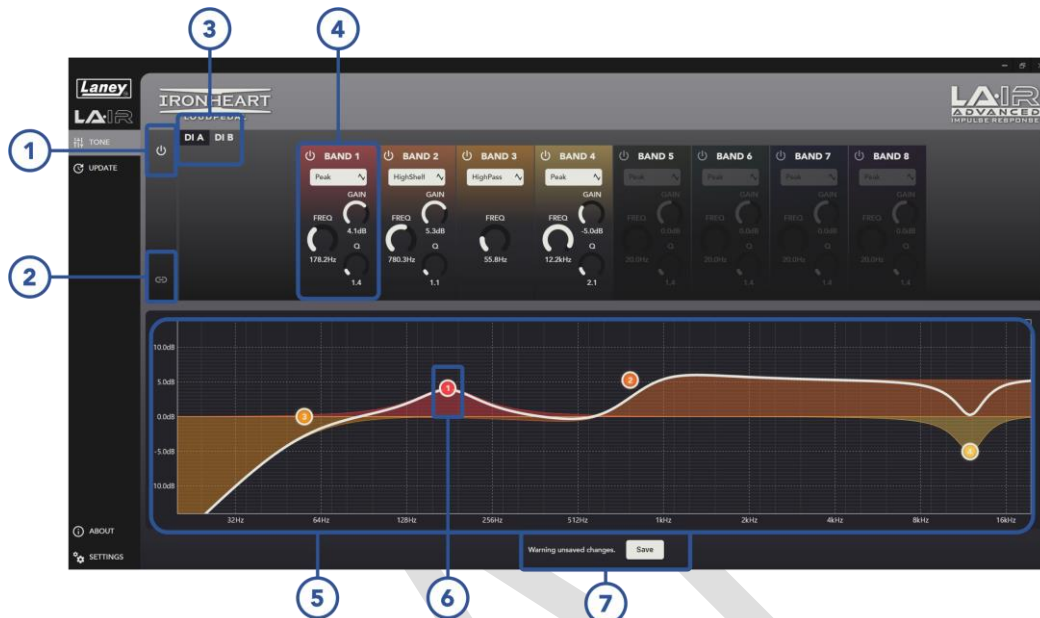 3
4
Laney
LA·IR
IRONHEART
LOUDPEDAL
LA·IR
ADVANCED
IMPULSE RESPONSE
1
TONE
UPDATE
DI A DI B
BAND 1 BAND 2 BAND 3 BAND 4 BAND 5 BAND 6 BAND 7 BAND 8
Peak HighShelf HighPass Peak Peak Peak Peak Peak
GAIN GAIN GAIN GAIN GAIN GAIN GAIN
FREQ FREQ FREQ FREQ FREQ FREQ FREQ FREQ
4.1dB 5.3dB -5.0dB 0.0dB 0.0dB 0.0dB 0.0dB
Q Q Q Q Q Q Q
178.2Hz 780.3Hz 55.8Hz 12.2kHz 20.0Hz 20.0Hz 20.0Hz 20.0Hz
1.4 1.1 2.1 1.4 1.4 1.4 1.4
2
10.0dB
5.0dB
0.0dB
-5.0dB
10.0dB
1
2
3
4
32Hz 64Hz 128Hz 256Hz 512Hz 1kHz 2kHz 4kHz 8kHz 16kHz
ABOUT
SETTINGS
Warning unsaved changes. Save
5
6
7